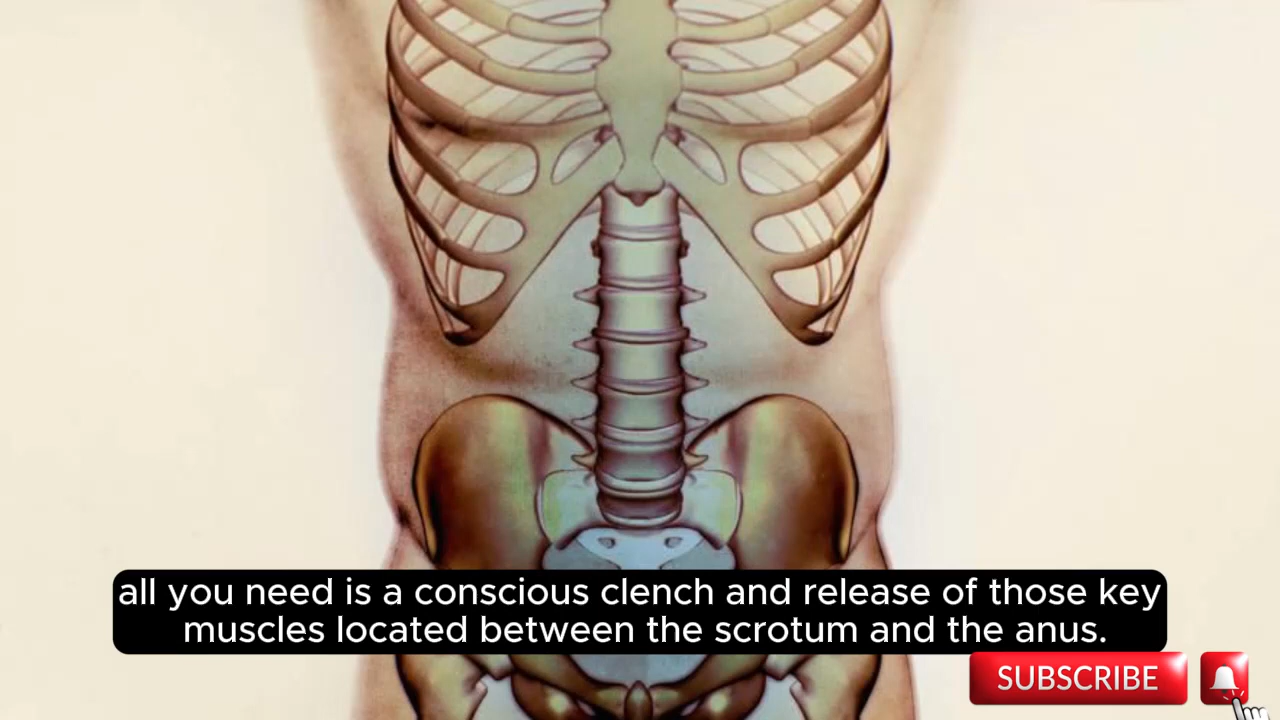 all you need is a conscious clench and release of those key
muscles located between the scrotum and the anus.
SUBSCRIBE